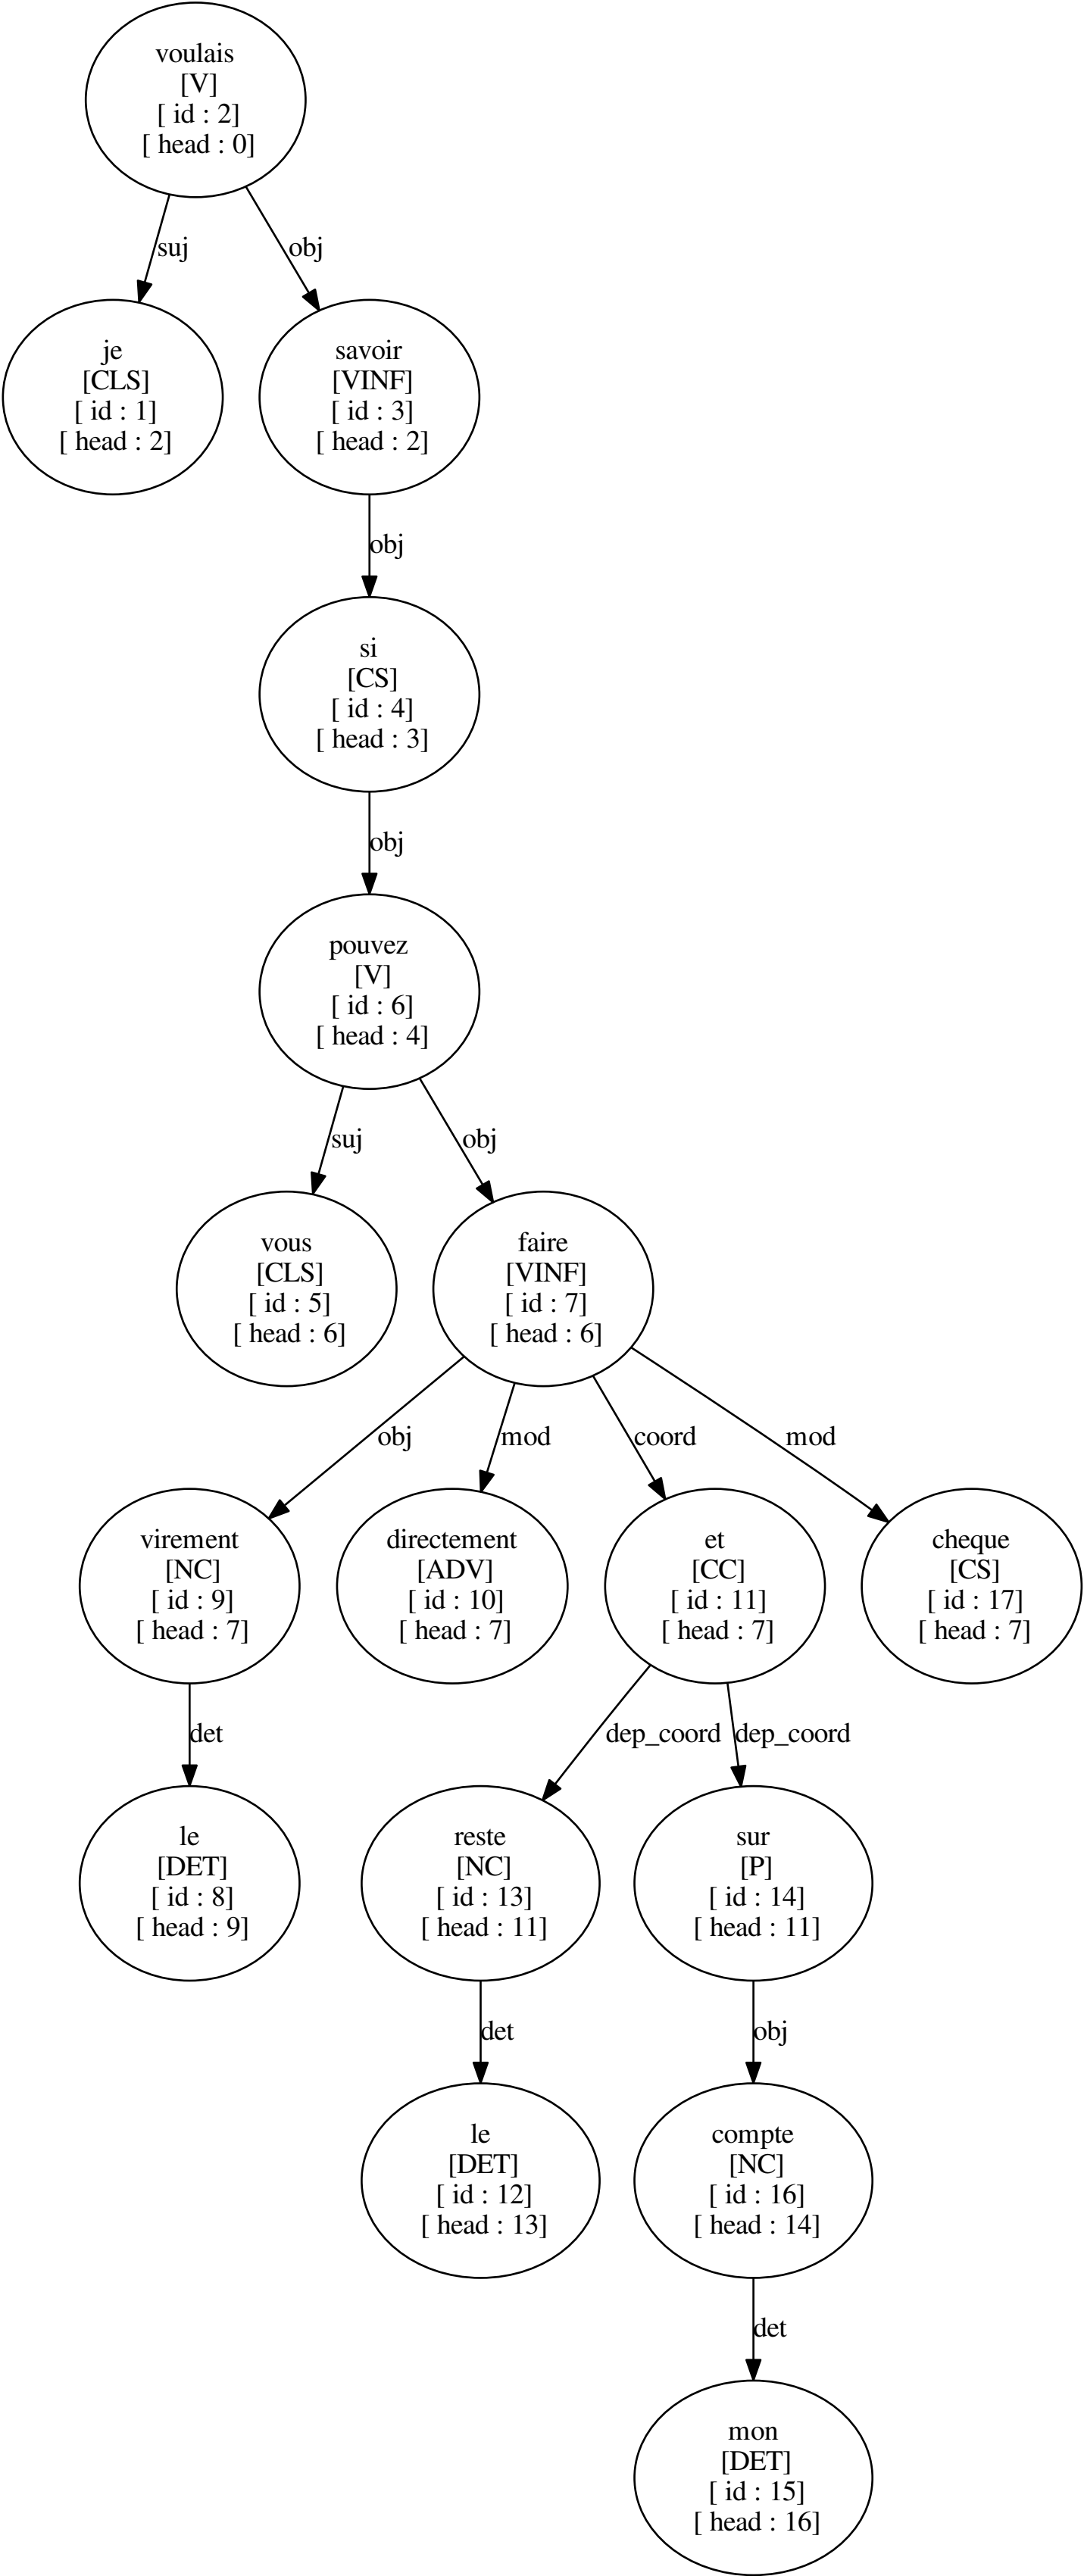 voulais
[V]
[ id : 2]
[ head : 0]
suj
obj
je
[CLS]
[ id : 1]
[ head : 2]
savoir
[VINF]
[ id : 3]
[ head : 2]
obj
si
[CS]
[ id : 4]
[ head : 3]
obj
pouvez
[V]
[ id : 6]
[ head : 4]
suj
obj
vous
[CLS]
[ id : 5]
[ head : 6]
faire
[VINF]
[ id : 7]
[ head : 6]
obj
mod
coord
mod
virement
[NC]
[ id : 9]
[ head : 7]
directement
[ADV]
[ id : 10]
[ head : 7]
et
[CC]
[ id : 11]
[ head : 7]
cheque
[CS]
[ id : 17]
[ head : 7]
det
dep_coord
dep_coord
le
[DET]
[ id : 8]
[ head : 9]
reste
[NC]
[ id : 13]
[ head : 11]
sur
[P]
[ id : 14]
[ head : 11]
det
obj
le
[DET]
[ id : 12]
[ head : 13]
compte
[NC]
[ id : 16]
[ head : 14]
det
mon
[DET]
[ id : 15]
[ head : 16]